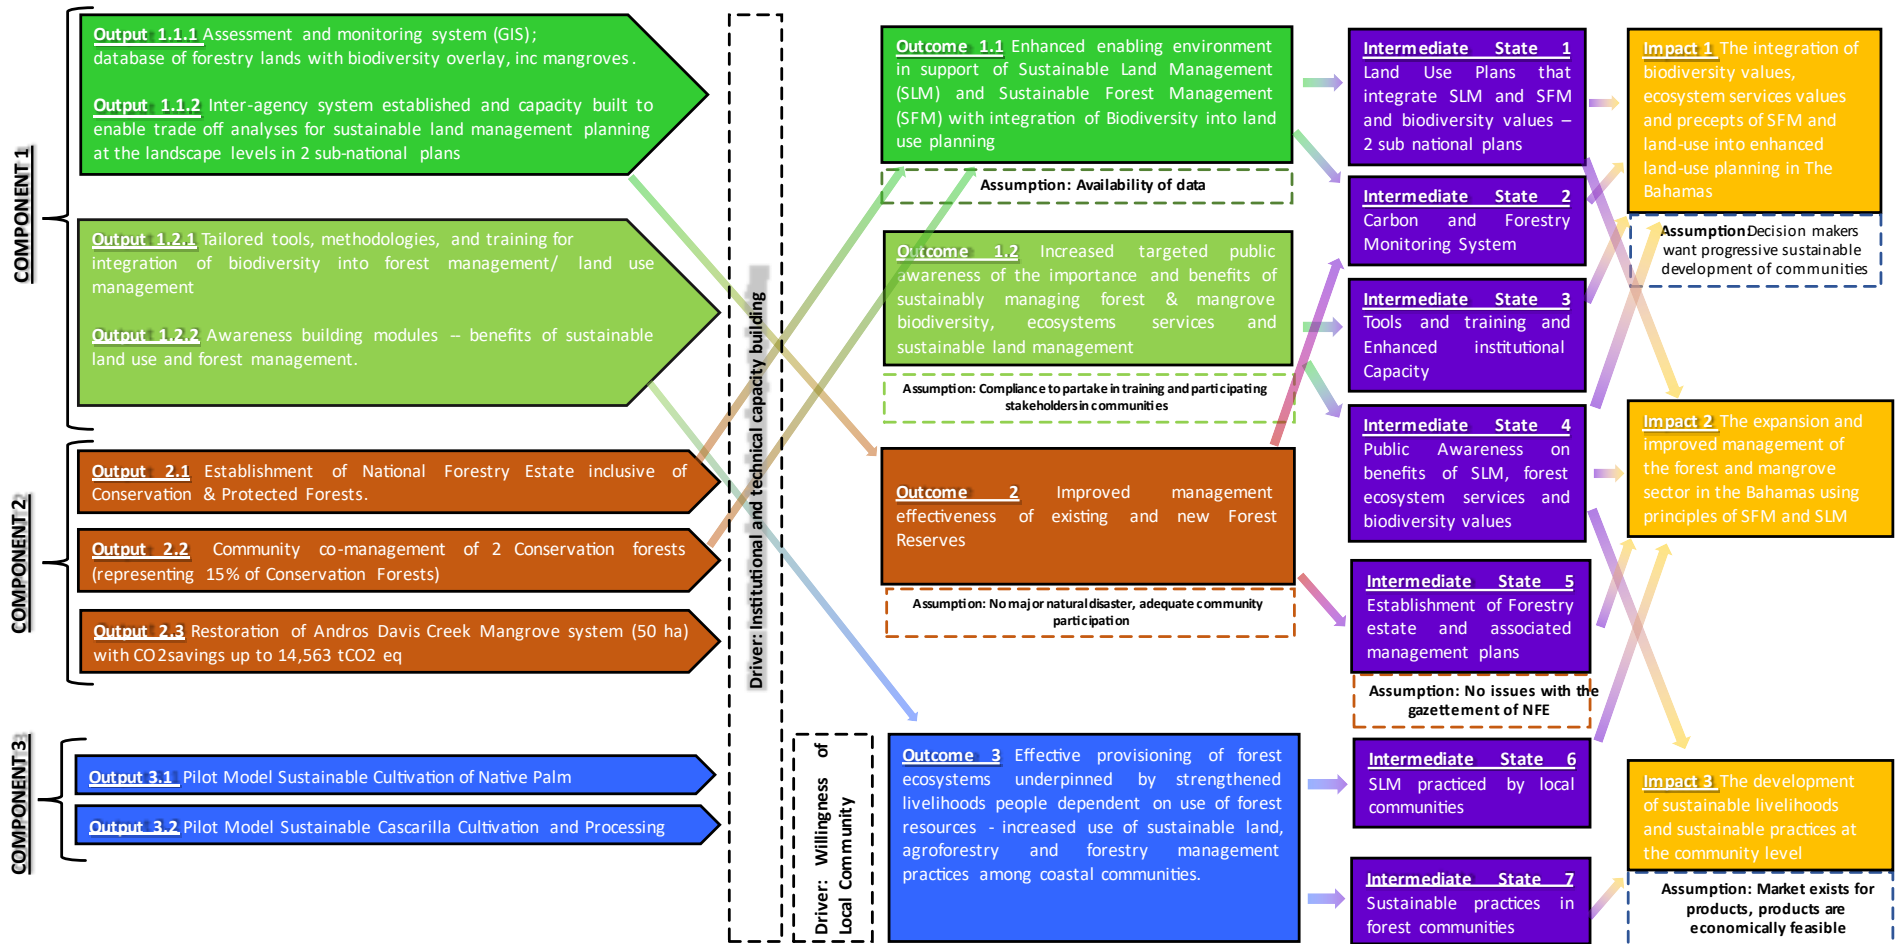 COMPONENT 1
Output 1.1.1 Assessment and monitoring system (GIS);
database of forestry lands with biodiversity overlay, inc mangroves.
Output 1.1.2 Inter-agency system established and capacity built to
enable trade off analyses for sustainable land management planning
at the landscape levels in 2 sub-national plans
Output 1.2.1 Tailored tools, methodologies, and training for
integration of biodiversity into forest management/ land use
management
Output 1.2.2 Awareness building modules – benefits of sustainable
land use and forest management.
COMPONENT 2
Output 2.1 Establishment of National Forestry Estate inclusive of
Conservation & Protected Forests.
Output 2.2 Community co-management of 2 Conservation forests
(representing 15% of Conservation Forests)
Output 2.3 Restoration of Andros Davis Creek Mangrove system (50 ha)
with CO2savings up to 14,563 tCO2 eq
COMPONENT3
Output 3.1 Pilot Model Sustainable Cultivation of Native Palm
Output 3.2 Pilot Model Sustainable Cascarilla Cultivation and Processing
Driver: Institutional and technical capacity building
Driver: Willingness of
Local Community
Outcome 1.1 Enhanced enabling environment
in support of Sustainable Land Management
(SLM) and Sustainable Forest Management
(SFM) with integration of Biodiversity into land
use planning
Assumption: Availability of data
Outcome 1.2 Increased targeted public
awareness of the importance and benefits of
sustainably managing forest & mangrove
biodiversity, ecosystems services and
sustainable land management
Assumption: Compliance to partake in training and participating
stakeholders in communities
Outcome 2 Improved management
effectiveness of existing and new Forest
Reserves
Assumption: No major natural disaster, adequate community
participation
Outcome 3 Effective provisioning of forest
ecosystems underpinned by strengthened
livelihoods people dependent on use of forest
resources - increased use of sustainable land,
agroforestry and forestry management
practices among coastal communities.
Intermediate State 1
Land Use Plans that
integrate SLM and SFM
and biodiversity values –
2 sub national plans
Intermediate State 2
Carbon and Forestry
Monitoring System
Intermediate State 3
Tools and training and
Enhanced institutional
Capacity
Intermediate State 4
Public Awareness on
benefits of SLM, forest
ecosystem services and
biodiversity values
Intermediate State 5
Establishment of Forestry
estate and associated
management plans
Assumption: No issues with the
gazettement of NFE
Intermediate State 6
SLM practiced by local
communities
Intermediate State 7
Sustainable practices in
forest communities
Impact 1 The integration of
biodiversity values,
ecosystem services values
and precepts of SFM and
land-use into enhanced
land-use planning in The
Bahamas
Assumption:Decision makers
want progressive sustainable
development of communities
Impact 2 The expansion and
improved management of
the forest and mangrove
sector in the Bahamas using
principles of SFM and SLM
Impact 3 The development
of sustainable livelihoods
and sustainable practices at
the community level
Assumption: Market exists for
products, products are
economically feasible